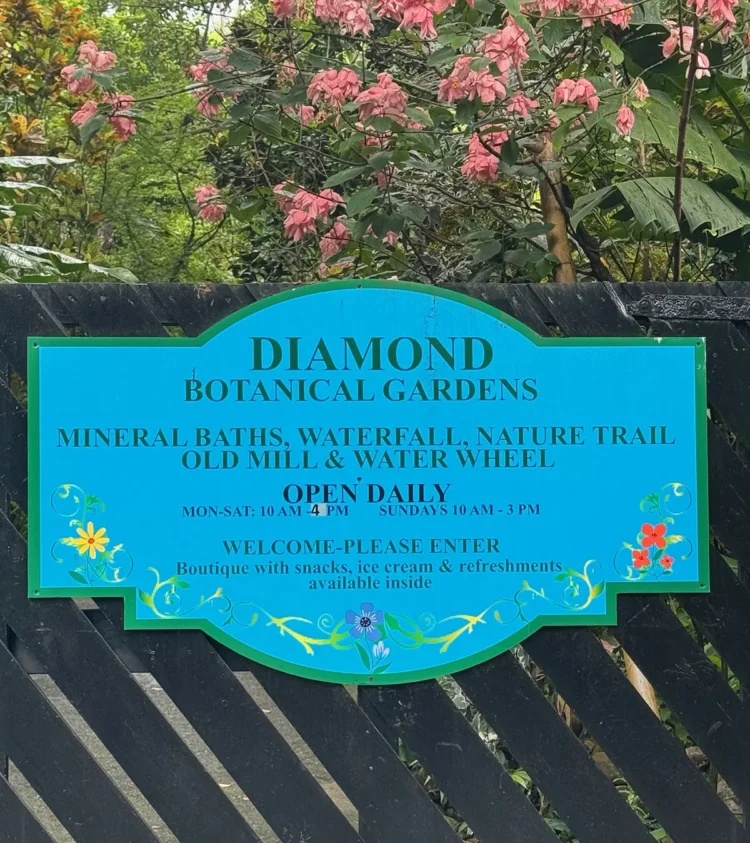 DIAMOND
BOTANICAL GARDENS
MINERAL BATHS, WATERFALL, NATURE TRAIL
OLD MILL & WATER WHEEL
OPEN DAILY
MON-SAT: 10 AM -4 PM SUNDAYS 10 AM - 3 PM
WELCOME-PLEASE ENTER
Boutique with snacks, ice cream & refreshments
available inside